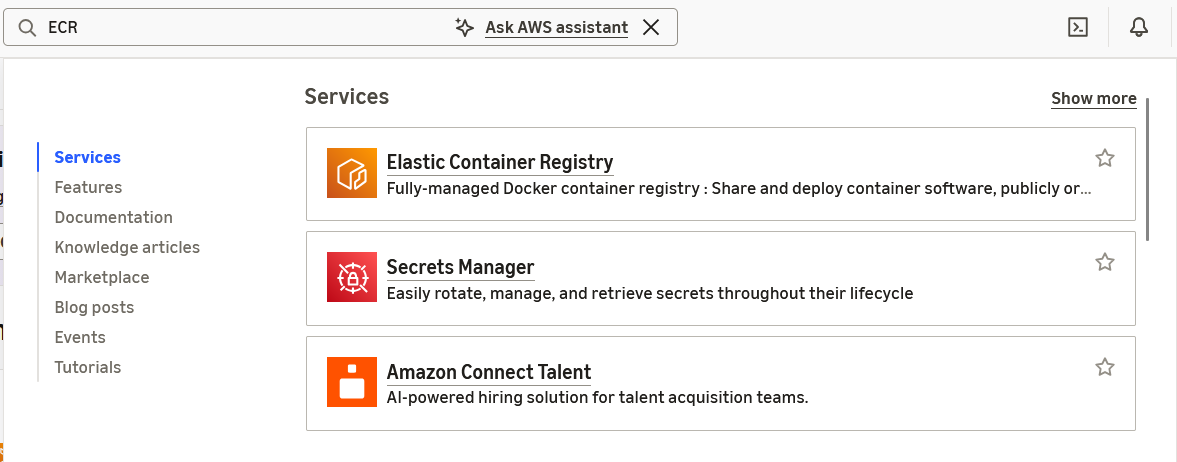 ECR
Ask AWS assistant
Services
Show more
Services
Features
Documentation
Knowledge articles
Marketplace
Blog posts
Events
Tutorials
Elastic Container Registry
Fully-managed Docker container registry : Share and deploy container software, publicly or...
Secrets Manager
Easily rotate, manage, and retrieve secrets throughout their lifecycle
Amazon Connect Talent
AI-powered hiring solution for talent acquisition teams.